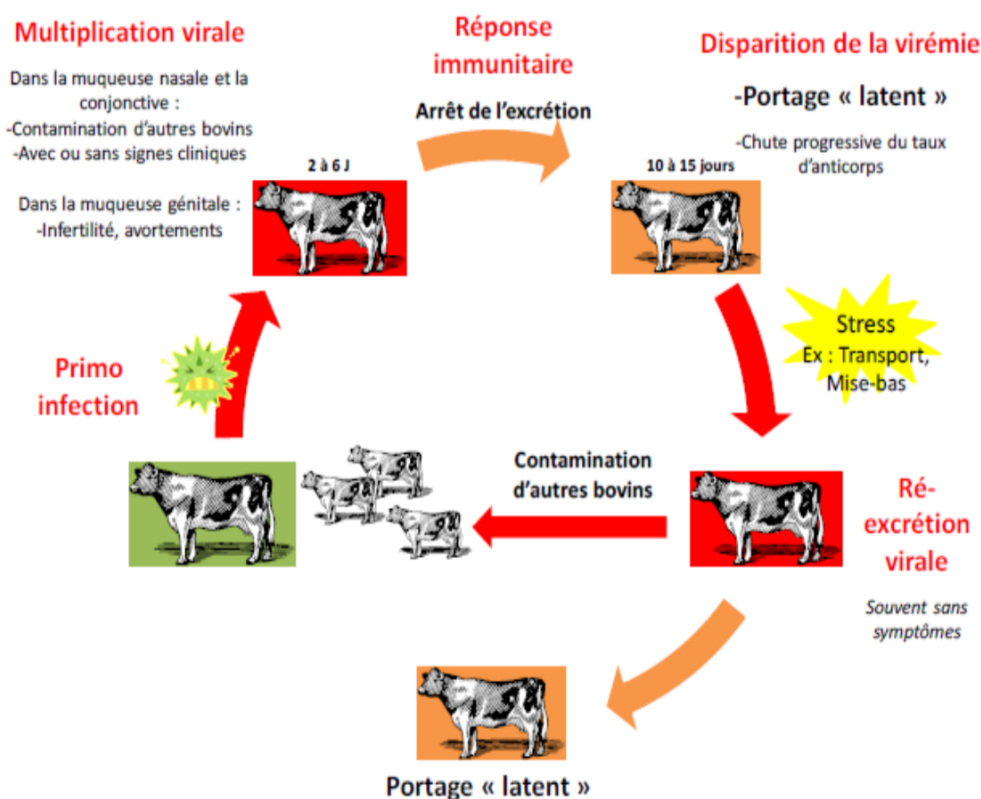 Multiplication virale
Dans la muqueuse nasale et la
conjonctive :
-Contamination d'autres bovins
-Avec ou sans signes cliniques
Dans la muqueuse génitale :
-Infertilité, avortements
2 à 6 J
Réponse
immunitaire
Arrêt de l'excrétion
Disparition de la virémie
-Portage « latent »
-Chute progressive du taux
d'anticorps
10 à 15 jours
Stress
Ex : Transport,
Mise-bas
Primo
infection
Contamination
d'autres bovins
Ré-
excrétion
virale
Souvent sans
symptômes
Portage « latent »